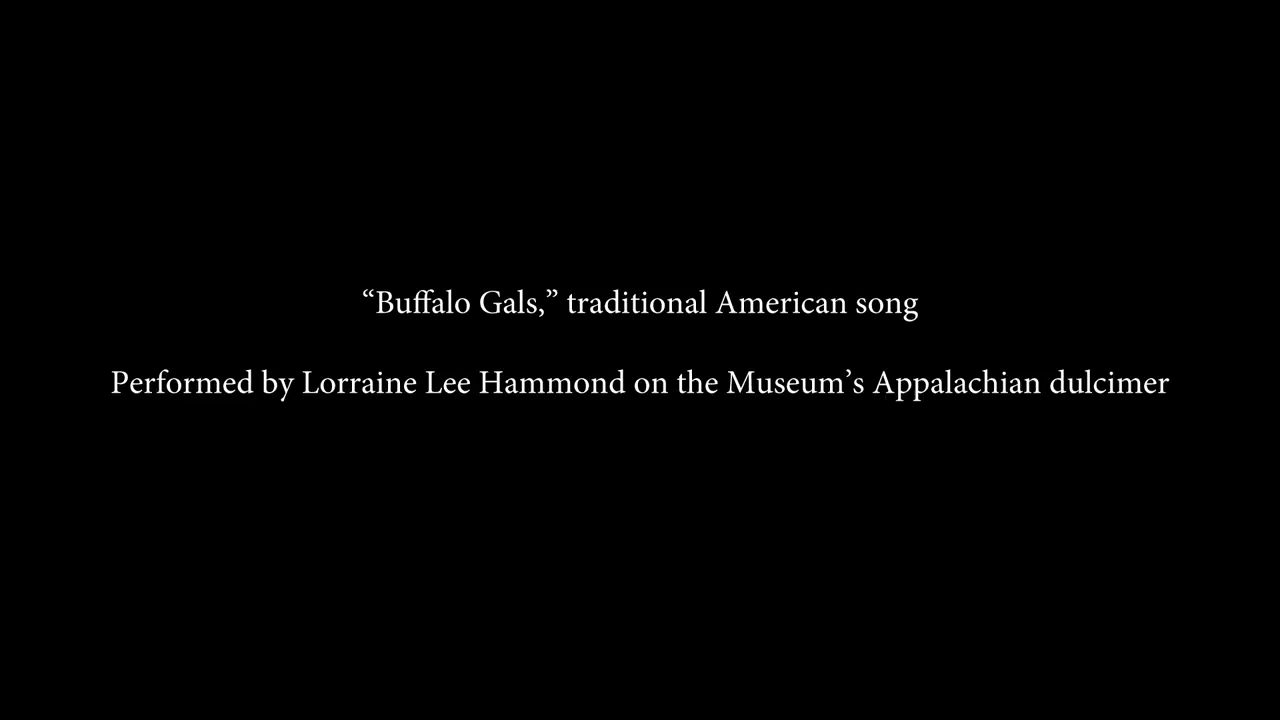 “Buffalo Gals,” traditional American song
Performed by Lorraine Lee Hammond on the Museum’s Appalachian dulcimer